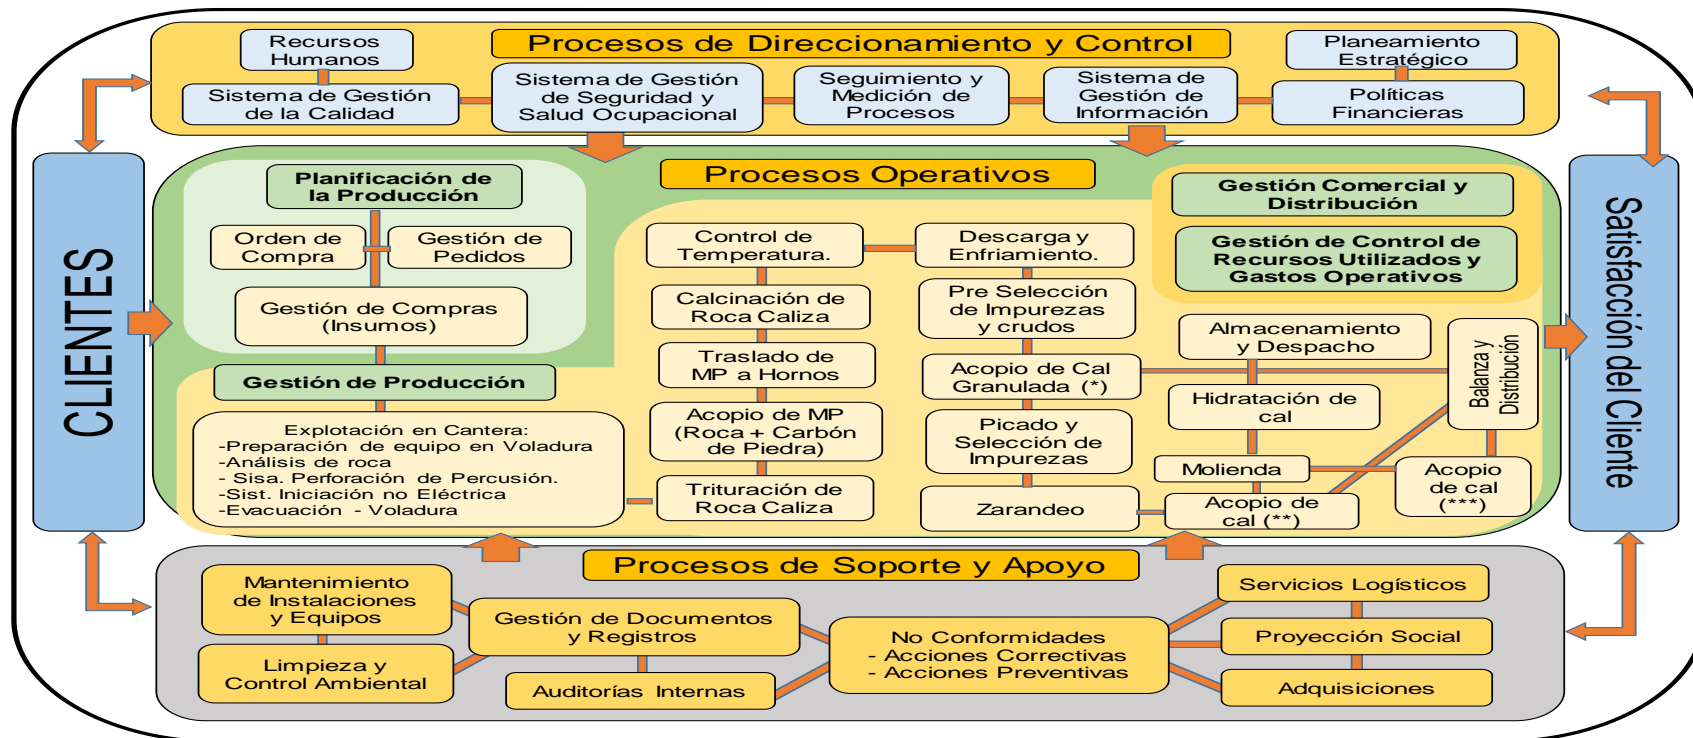 Procesos de Direccionamiento y Control
Recursos
Humanos
Sistema de Gestión
de la Calidad
Sistema de Gestión
de Seguridad y
Salud Ocupacional
Seguimiento y
Medición de
Procesos
Sistema de
Gestión de
Información
Planeamiento
Estratégico
Políticas
Financieras
CLIENTES
Procesos Operativos
Planificación de
la Producción
Orden de
Compra
Gestión de
Pedidos
Gestión de Compras
(Insumos)
Gestión de Producción
Explotación en Cantera:
-Preparación de equipo en Voladura
-Análisis de roca
- Sisa. Perforación de Percusión.
-Sist. Iniciación no Eléctrica
-Evacuación - Voladura
Control de
Temperatura.
Calcinación de
Roca Caliza
Traslado de
MP a Hornos
Acopio de MP
(Roca + Carbón
de Piedra)
Trituración de
Roca Caliza
Descarga y
Enfriamiento.
Pre Selección
de Impurezas
y crudos
Acopio de Cal
Granulada (*)
Picado y
Selección de
Impurezas
Zarandeo
Gestión Comercial y
Distribución
Gestión de Control de
Recursos Utilizados y
Gastos Operativos
Almacenamiento
y Despacho
Hidratación de
cal
Molienda
Acopio de
cal (**)
Balanza y
Distribución
Acopio
de cal
(***)
Satisfacción del Cliente
Procesos de Soporte y Apoyo
Mantenimiento
de Instalaciones
y Equipos
Limpieza y
Control Ambiental
Gestión de Documentos
y Registros
Auditorías Internas
No Conformidades
- Acciones Correctivas
- Acciones Preventivas
Servicios Logísticos
Proyección Social
Adquisiciones